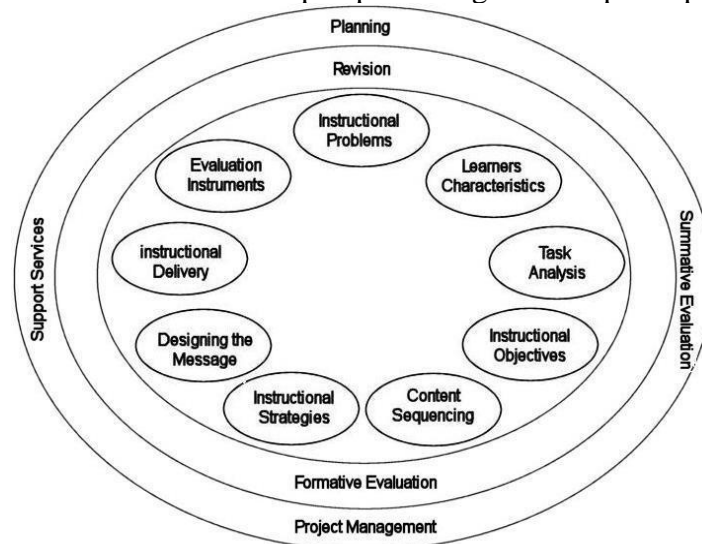 Planning
Revision
Instructional
Problems
Learners
Characteristics
Task
Analysis
Instructional
Objectives
Content
Sequencing
Instructional
Strategies
Designing the
Message
instructional
Delivery
Evaluation
Instruments
Support Services
Summative Evaluation
Formative Evaluation
Project Management